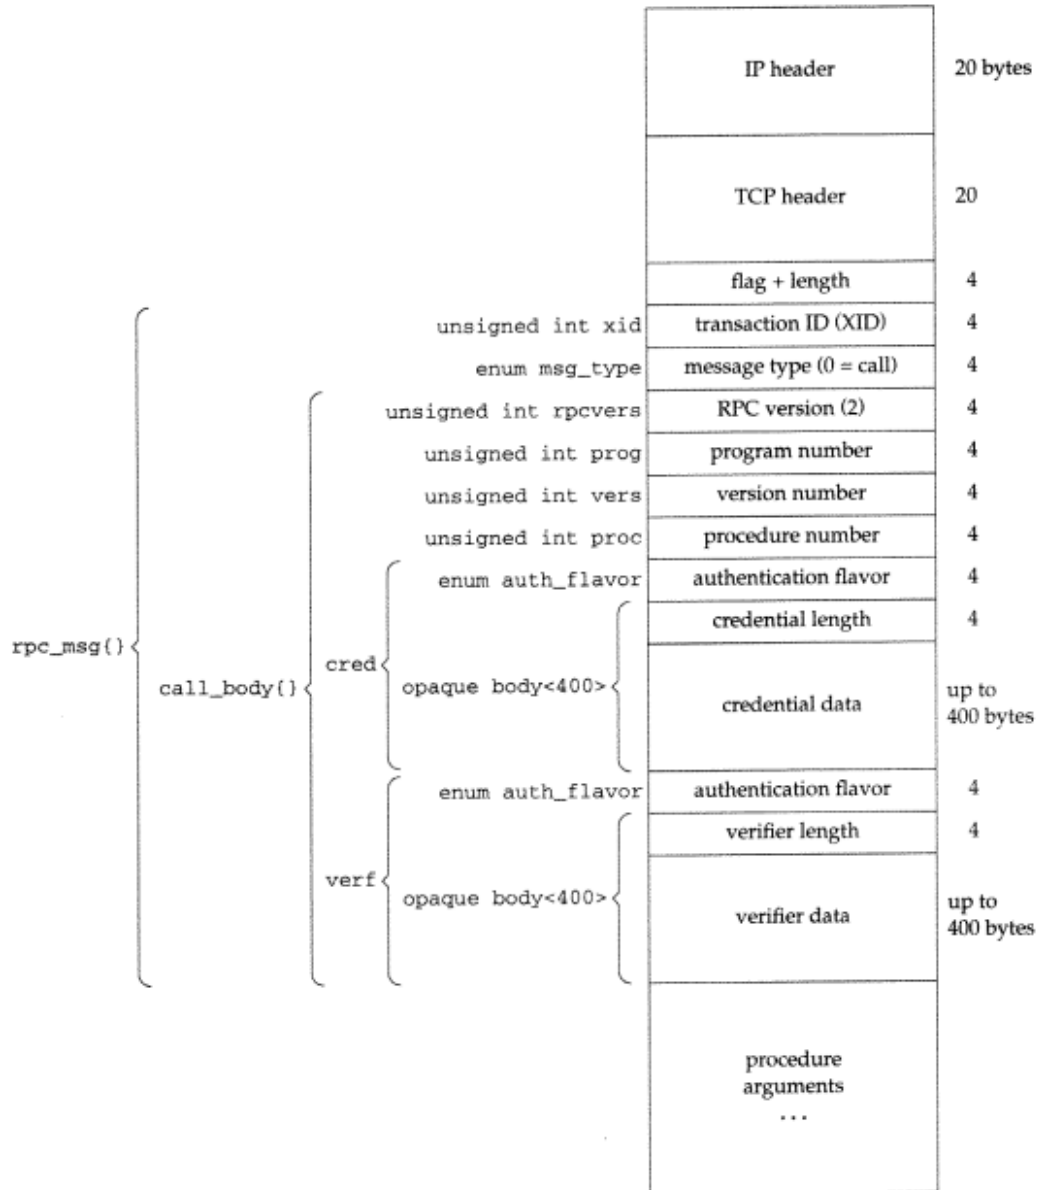 IP header 20 bytes
TCP header 20
flag + length 4
unsigned int xid transaction ID (XID) 4
enum msg_type message type (0 = call) 4
unsigned int rpcvers RPC version (2) 4
unsigned int prog program number 4
unsigned int vers version number 4
unsigned int proc procedure number 4
enum auth_flavor authentication flavor 4
credential length 4
rpc_msg{}
call_body{}
cred
opaque body<400>
credential data
up to
400 bytes
enum auth_flavor authentication flavor 4
verifier length 4
verf
opaque body<400>
verifier data
up to
400 bytes
procedure
arguments
...